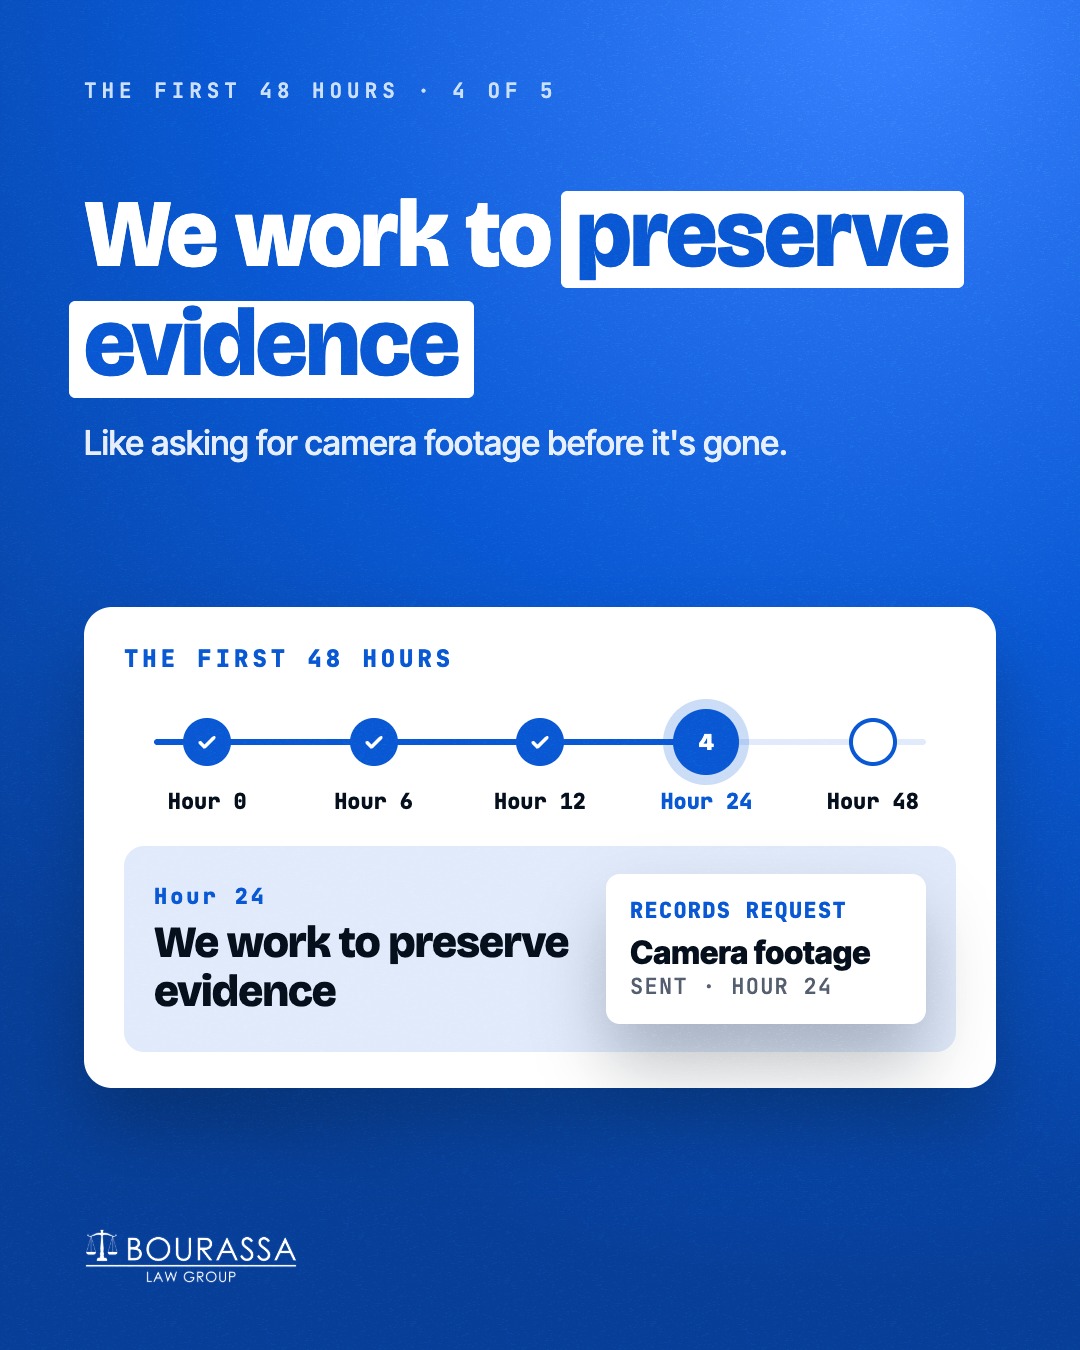 THE FIRST 48 HOURS · 4 OF 5
We work to preserve
evidence
Like asking for camera footage before it's gone.
THE FIRST 48 HOURS
4
Hour 0 Hour 6 Hour 12 Hour 24 Hour 48
Hour 24
We work to preserve
evidence
RECORDS REQUEST
Camera footage
SENT · HOUR 24
BOURASSA
LAW GROUP